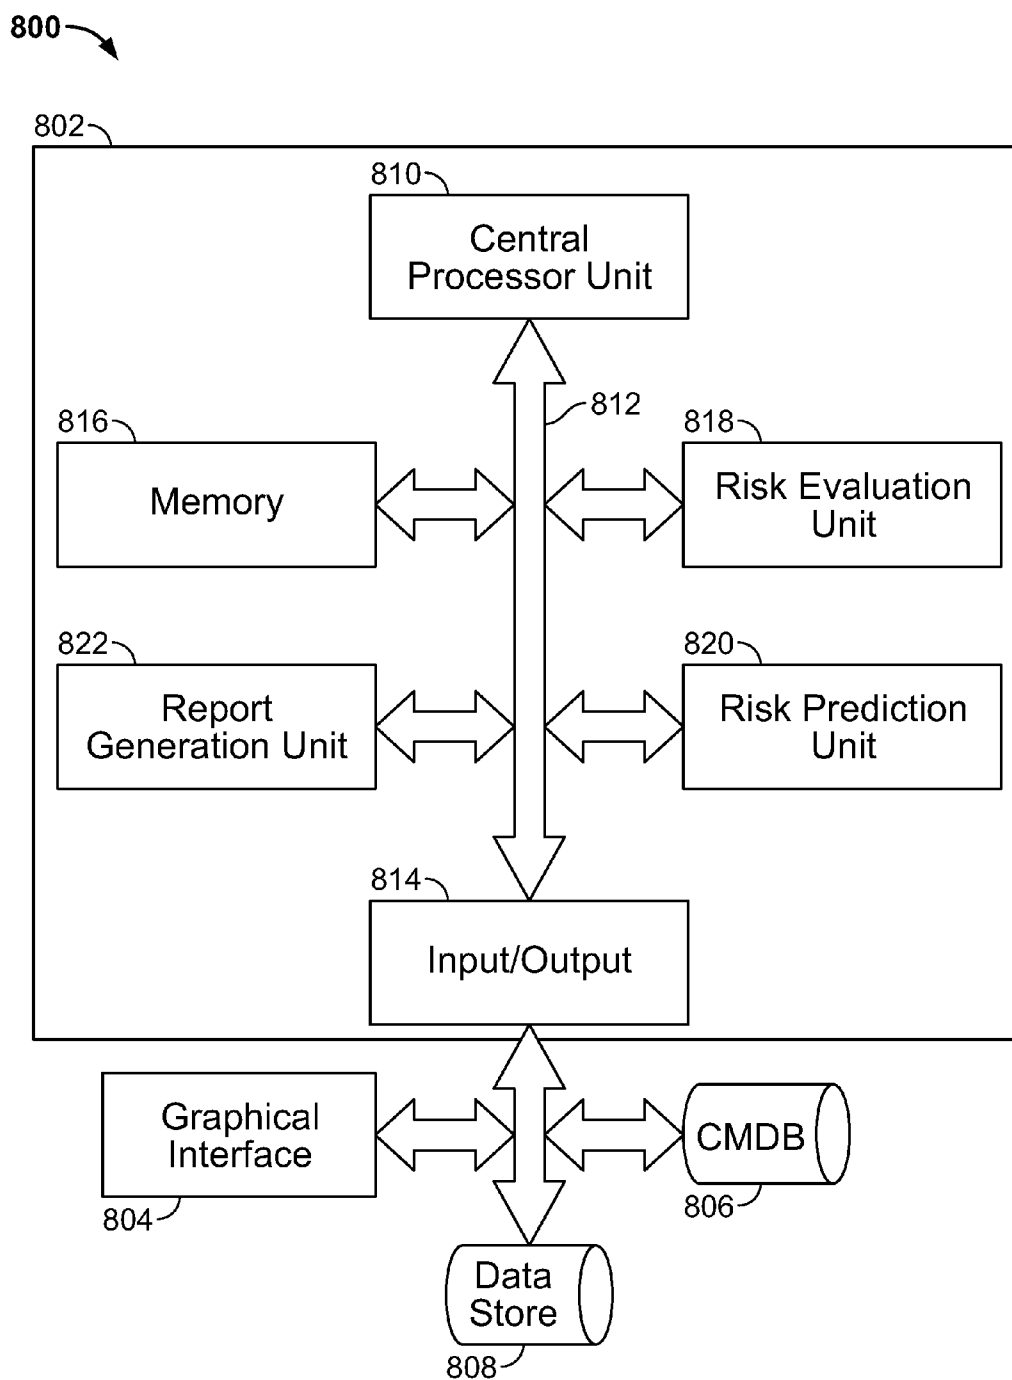 800
802
810
Central
Processor Unit
812
816
Memory
818
Risk Evaluation
Unit
822
Report
Generation Unit
820
Risk Prediction
Unit
814
Input/Output
Graphical
Interface
804
CMDB
806
Data
Store
808